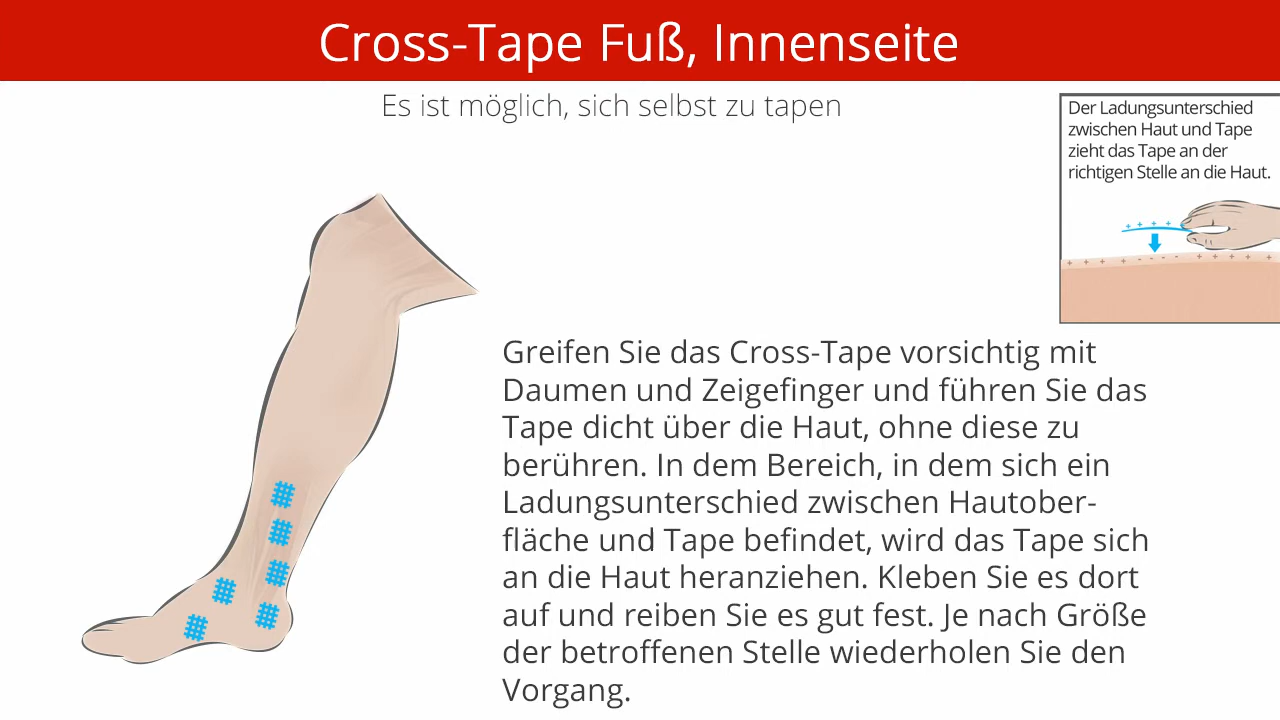 Cross-Tape Fuß, Innenseite
Es ist möglich, sich selbst zu tapen
Der Ladungsunterschied
zwischen Haut und Tape
zieht das Tape an der
richtigen Stelle an die Haut.
Greifen Sie das Cross-Tape vorsichtig mit
Daumen und Zeigefinger und führen Sie das
Tape dicht über die Haut, ohne diese zu
berühren. In dem Bereich, in dem sich ein
Ladungsunterschied zwischen Hautober-
fläche und Tape befindet, wird das Tape sich
an die Haut heranziehen. Kleben Sie es dort
auf und reiben Sie es gut fest. Je nach Größe
der betroffenen Stelle wiederholen Sie den
Vorgang.